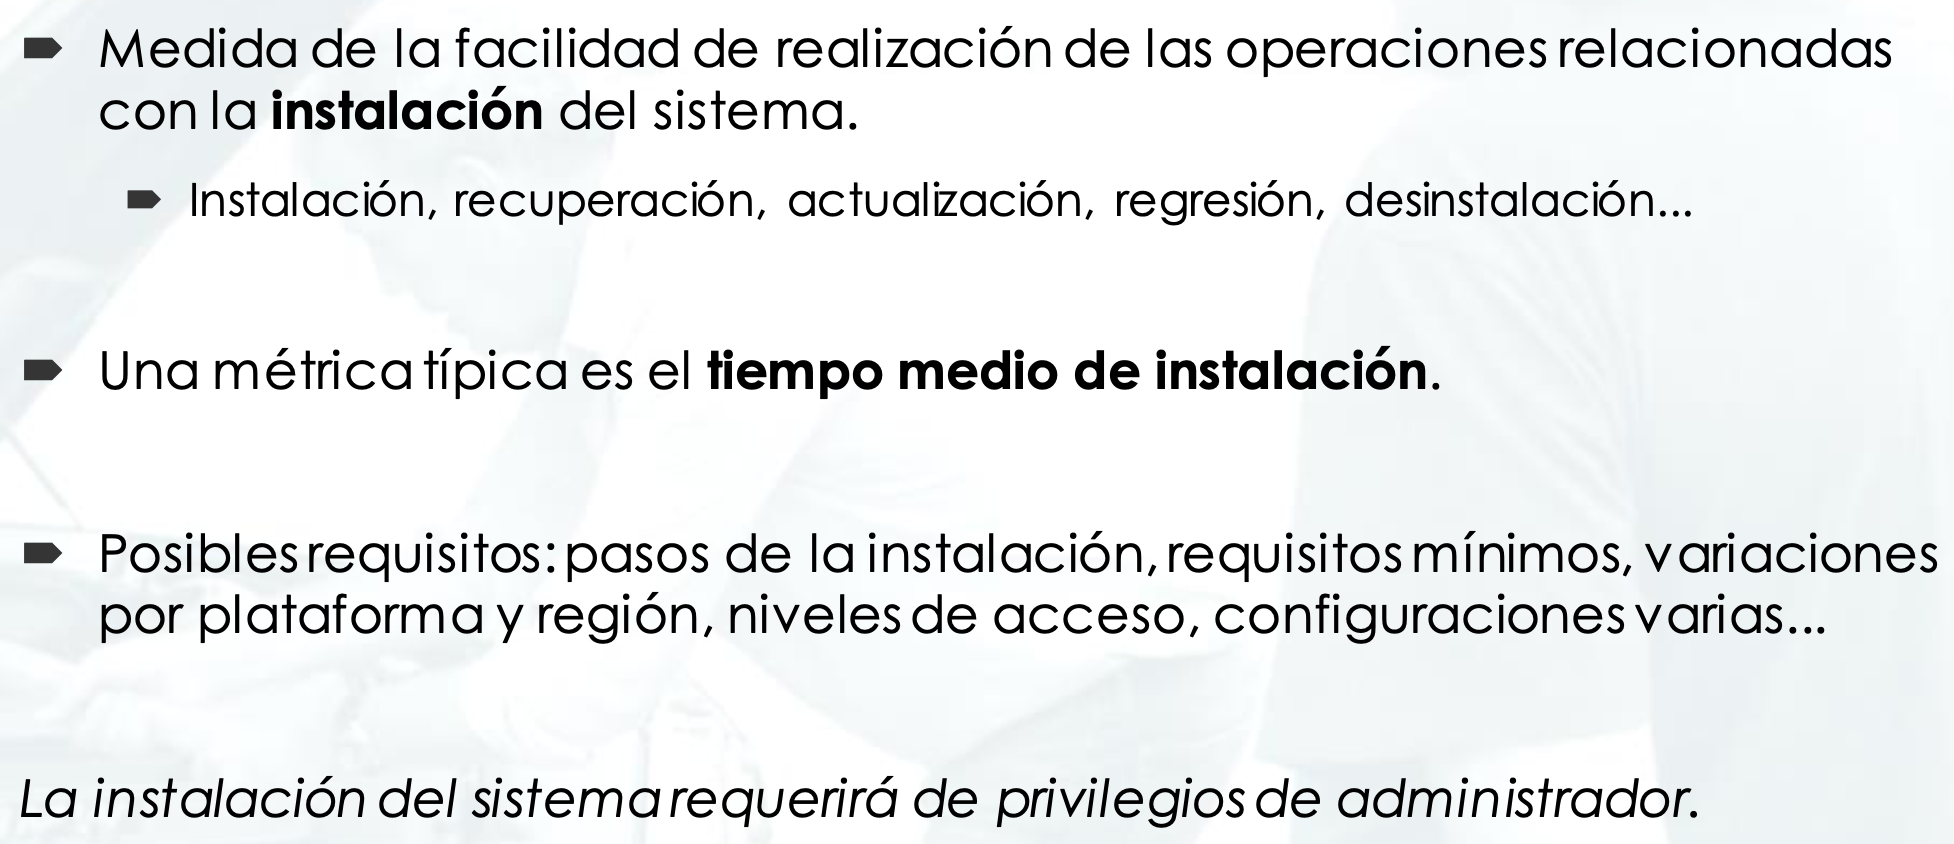 Medida de la facilidad de realización de las operaciones relacionadas
con la instalación del sistema.
Instalación, recuperación, actualización, regresión, desinstalación...
Una métrica típica es el tiempo medio de instalación.
Posibles requisitos: pasos de la instalación, requisitos mínimos, variaciones
por plataforma y región, niveles de acceso, configuraciones varias...
La instalación del sistema requerirá de privilegios de administrador.